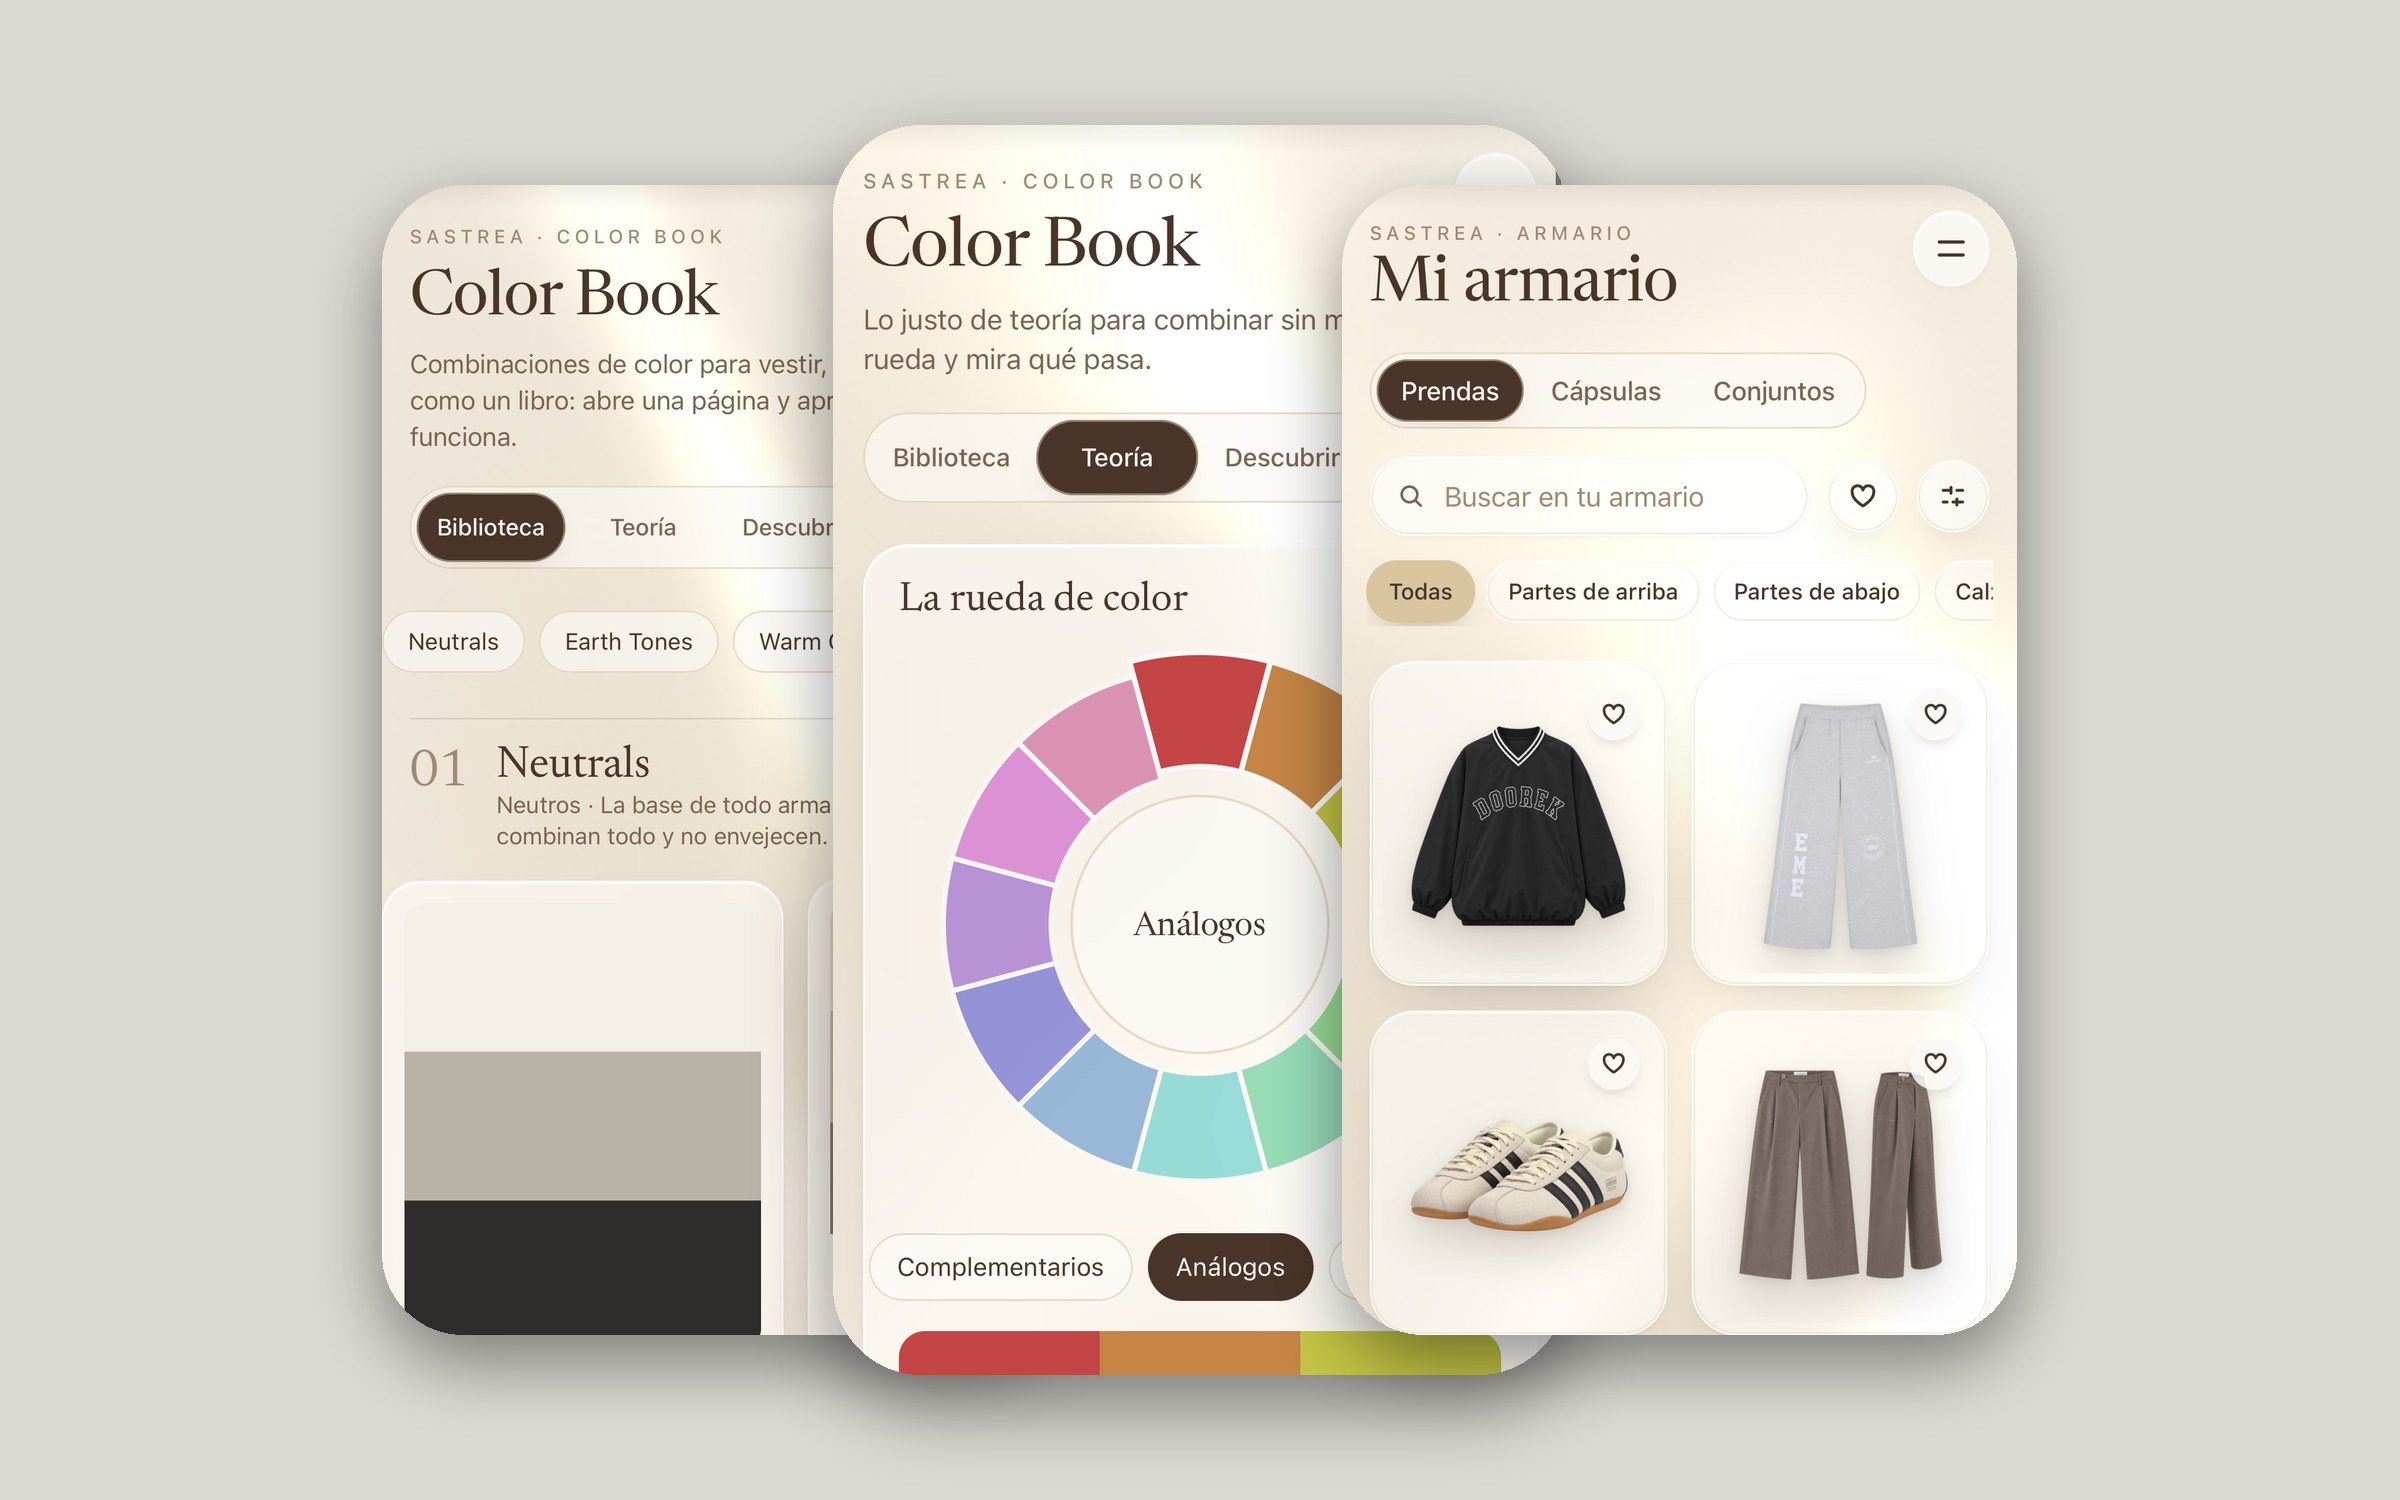 SASTREA · COLOR BOOK
Color Book
Combinaciones de color para vestir,
como un libro: abre una página y
funciona.
Biblioteca
Teoría
Neutrals
Earth Tones
Warm
01
Neutrals
Neutros · La base de todo
combinan todo y no envejecen.
SASTREA · COLOR BOOK
Color Book
Lo justo de teoría para combinar sin
rueda y mira qué pasa.
Biblioteca
Teoría
Descubrir
La rueda de color
Análogos
Complementarios
Análogos
SASTREA · ARMARIO
Mi armario
Prendas
Cápsulas
Conjuntos
Buscar en tu armario
Todas
Partes de arriba
Partes de abajo
DOOREK
EME